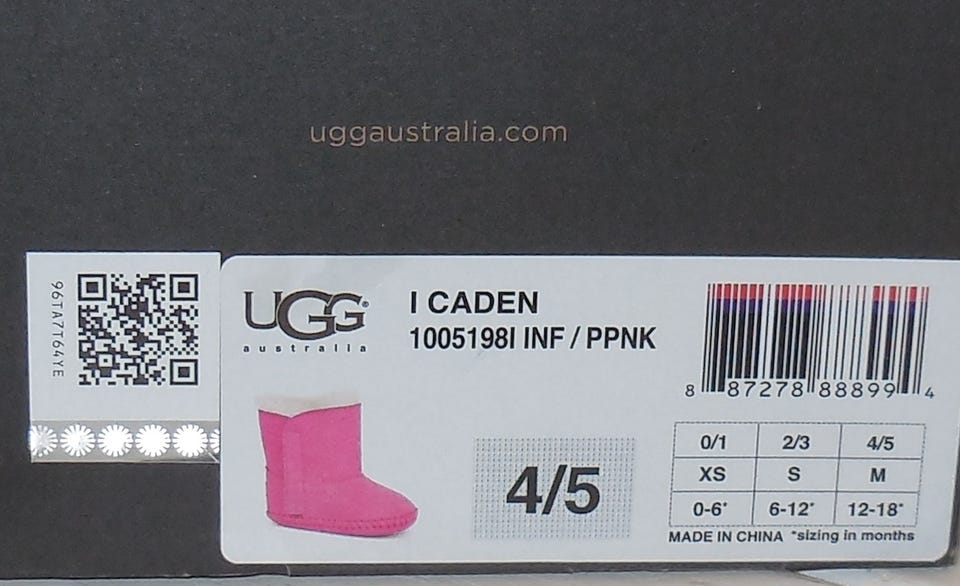 uggaustralia.com
96TA7T64YE
UGG®
australia
I CADEN
1005198I INF / PPNK
8 87278 88899 4
4/5
0/1 2/3 4/5
XS S M
0-6* 6-12* 12-18*
MADE IN CHINA *sizing in months